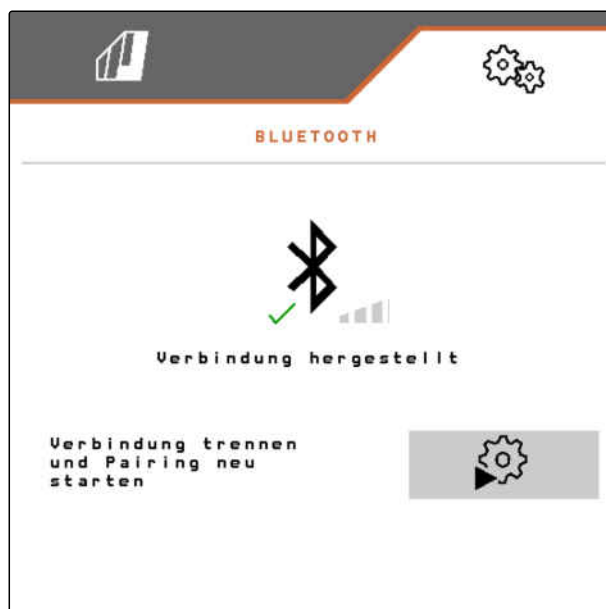 BLUETOOTH
Verbindung hergestellt
Verbindung trennen
und Pairing neu
starten